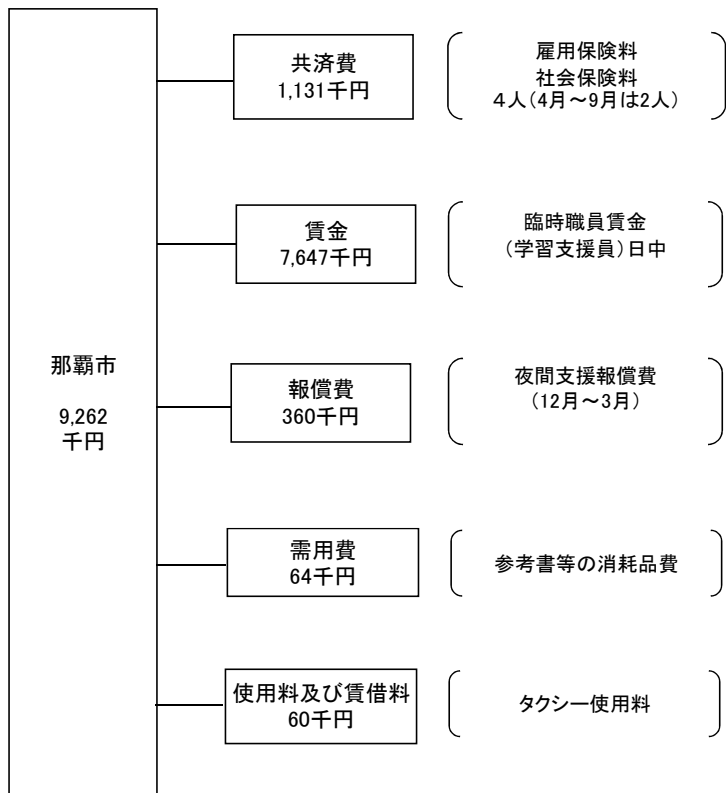 共済費
1,131千円
雇用保険料
社会保険料
４人（4月～9月は2人）
賃金
7,647千円
臨時職員賃金
（学習支援員）日中
那覇市
9,262
千円
報償費
360千円
夜間支援報償費
（12月～3月）
需用費
64千円
参考書等の消耗品費
使用料及び賃借料
60千円
タクシー使用料